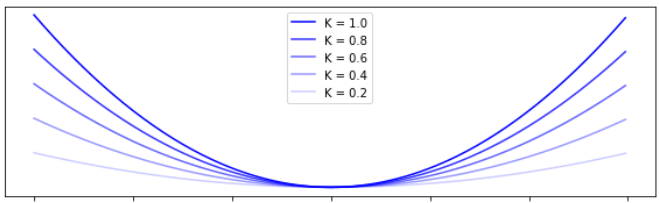 K = 1.0
K = 0.8
K = 0.6
K = 0.4
K = 0.2